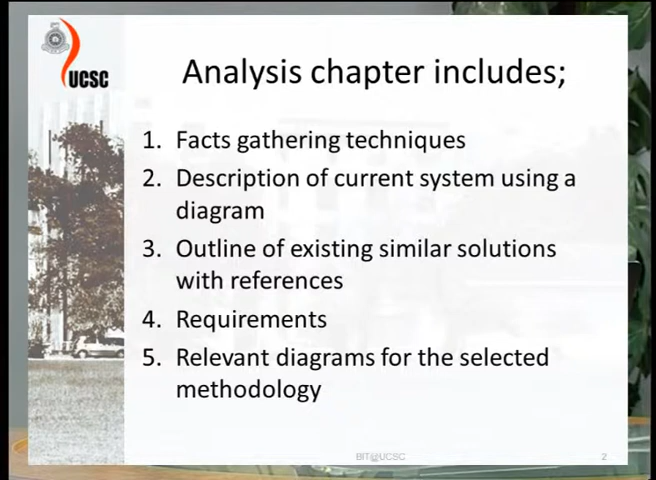 UCSC
Analysis chapter includes;
1. Facts gathering techniques
2. Description of current system using a
diagram
3. Outline of existing similar solutions
with references
4. Requirements
5. Relevant diagrams for the selected
methodology
BIT@UCSC
2